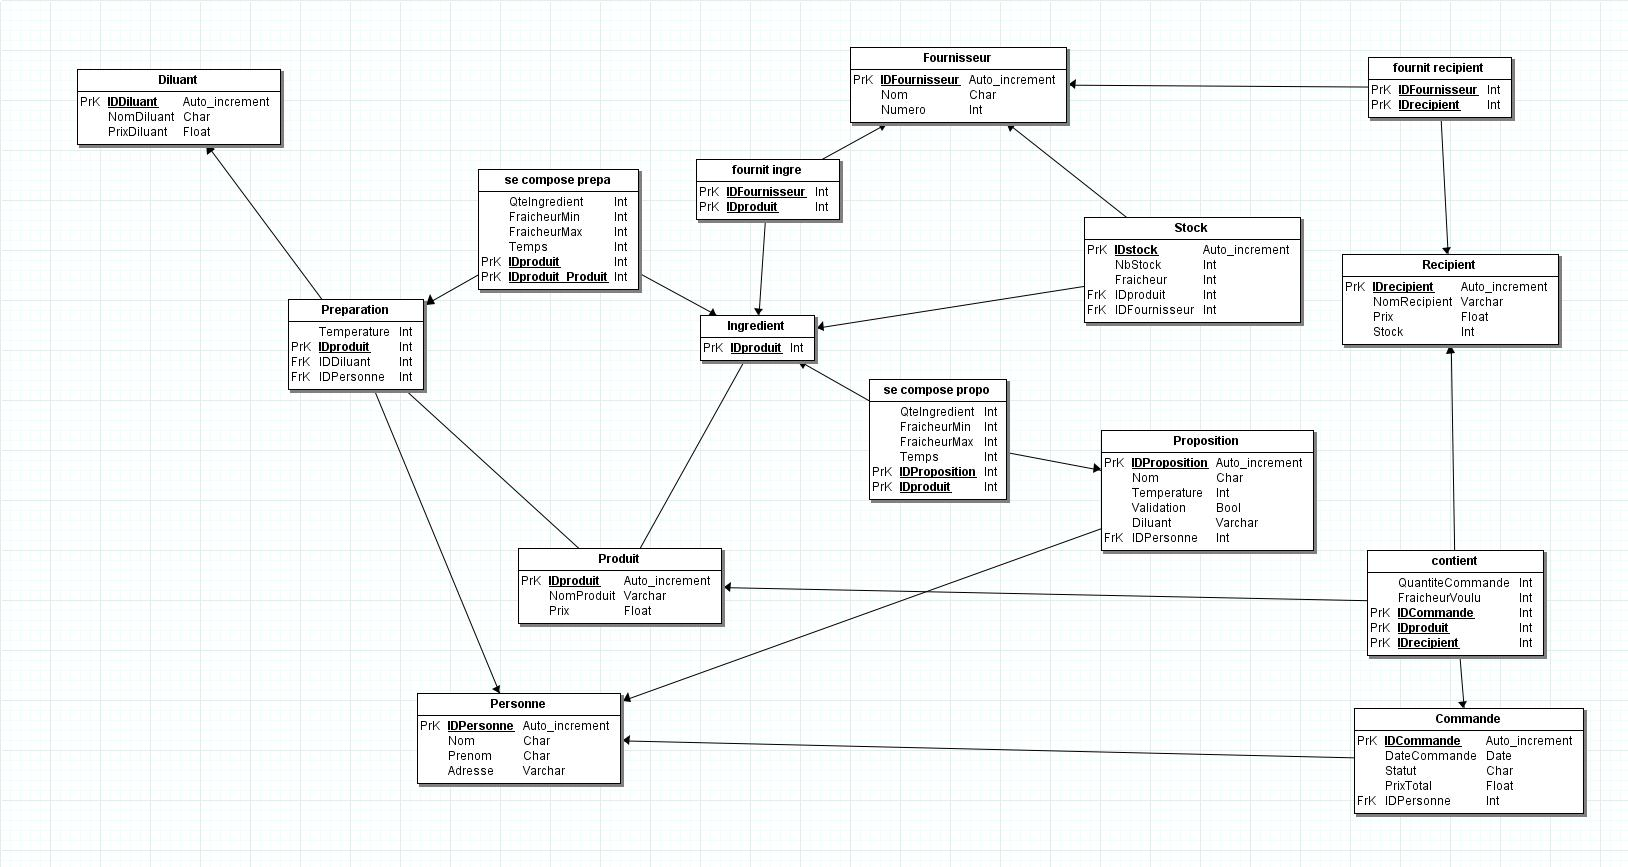 Diluant
PrK IDDiluant Auto_increment
NomDiluant Char
PrixDiluant Float
Fournisseur
PrK IDFournisseur Auto_increment
Nom Char
Numero Int
fournit recipient
PrK IDFournisseur Int
PrK IDrecipient Int
se compose prepa
QteIngredient Int
FraicheurMin Int
FraicheurMax Int
Temps Int
PrK IDproduit Int
PrK IDproduit_Produit Int
fournit ingre
PrK IDFournisseur Int
PrK IDproduit Int
Stock
PrK IDstock Auto_increment
NbStock Int
Fraicheur Int
FrK IDproduit Int
FrK IDFournisseur Int
Recipient
PrK IDrecipient Auto_increment
NomRecipient Varchar
Prix Float
Stock Int
Preparation
Temperature Int
PrK IDproduit Int
FrK IDDiluant Int
FrK IDPersonne Int
Ingredient
PrK IDproduit Int
se compose propo
QteIngredient Int
FraicheurMin Int
FraicheurMax Int
Temps Int
PrK IDProposition Int
PrK IDproduit Int
Proposition
PrK IDProposition Auto_increment
Nom Char
Temperature Int
Validation Bool
Diluant Varchar
FrK IDPersonne Int
Produit
PrK IDproduit Auto_increment
NomProduit Varchar
Prix Float
contient
QuantiteCommande Int
FraicheurVoulu Int
PrK IDCommande Int
PrK IDproduit Int
PrK IDrecipient Int
Personne
PrK IDPersonne Auto_increment
Nom Char
Prenom Char
Adresse Varchar
Commande
PrK IDCommande Auto_increment
DateCommande Date
Statut Char
PrixTotal Float
FrK IDPersonne Int